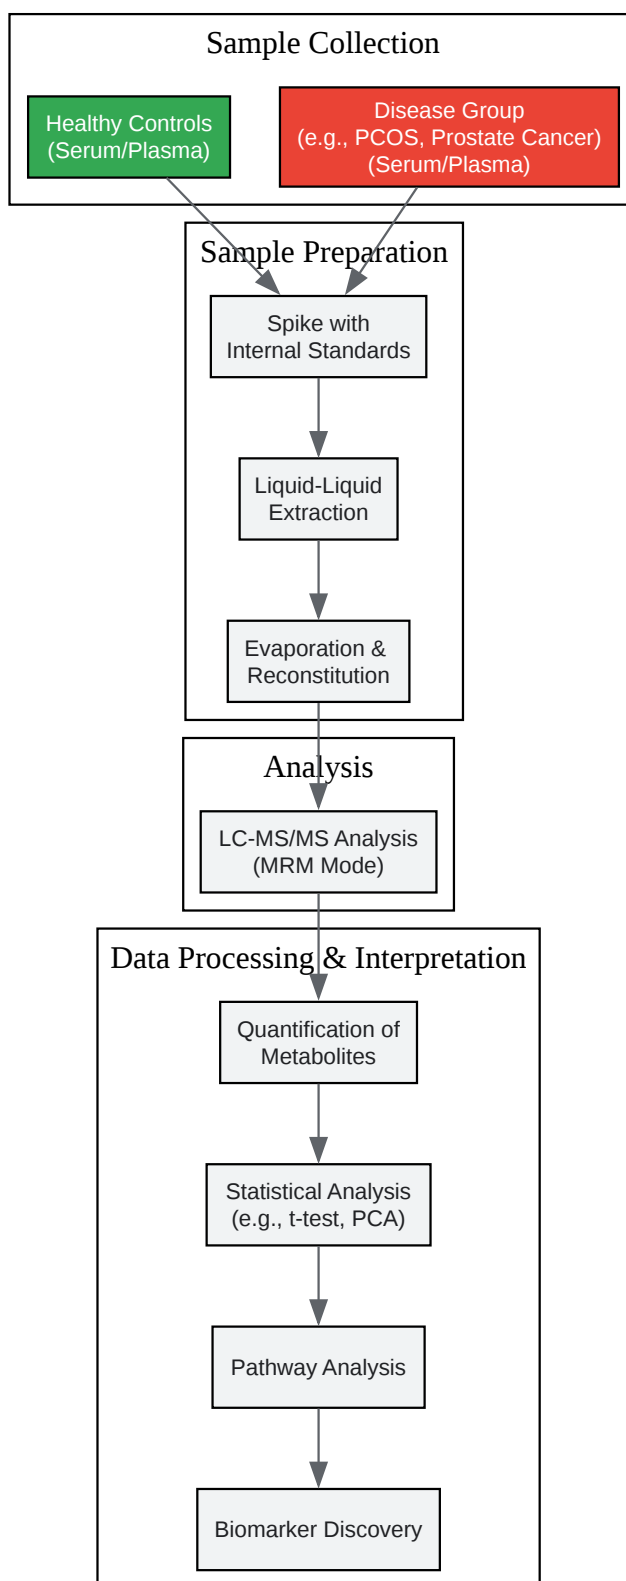 Sample Collection
Healthy Controls
(Serum/Plasma)
Disease Group
(e.g., PCOS, Prostate Cancer)
(Serum/Plasma)
Sample Preparation
Spike with
Internal Standards
Liquid-Liquid
Extraction
Evaporation &
Reconstitution
Analysis
LC-MS/MS Analysis
(MRM Mode)
Data Processing & Interpretation
Quantification of
Metabolites
Statistical Analysis
(e.g., t-test, PCA)
Pathway Analysis
Biomarker Discovery